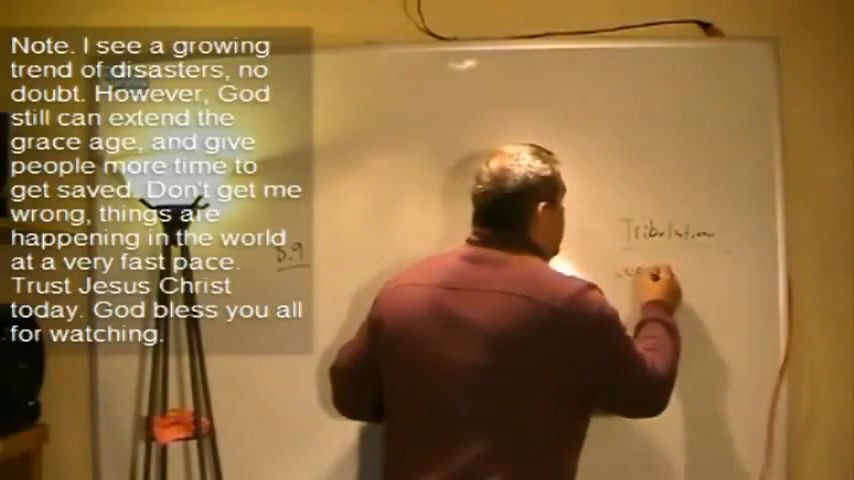 Note. I see a growing
trend of disasters, no
doubt. However, God
still can extend the
grace age, and give
people more time to
get saved. Don't get me
wrong, things are
happening in the world
at a very fast pace.
Trust Jesus Christ
today. God bless you all
for watching.
Tribulation